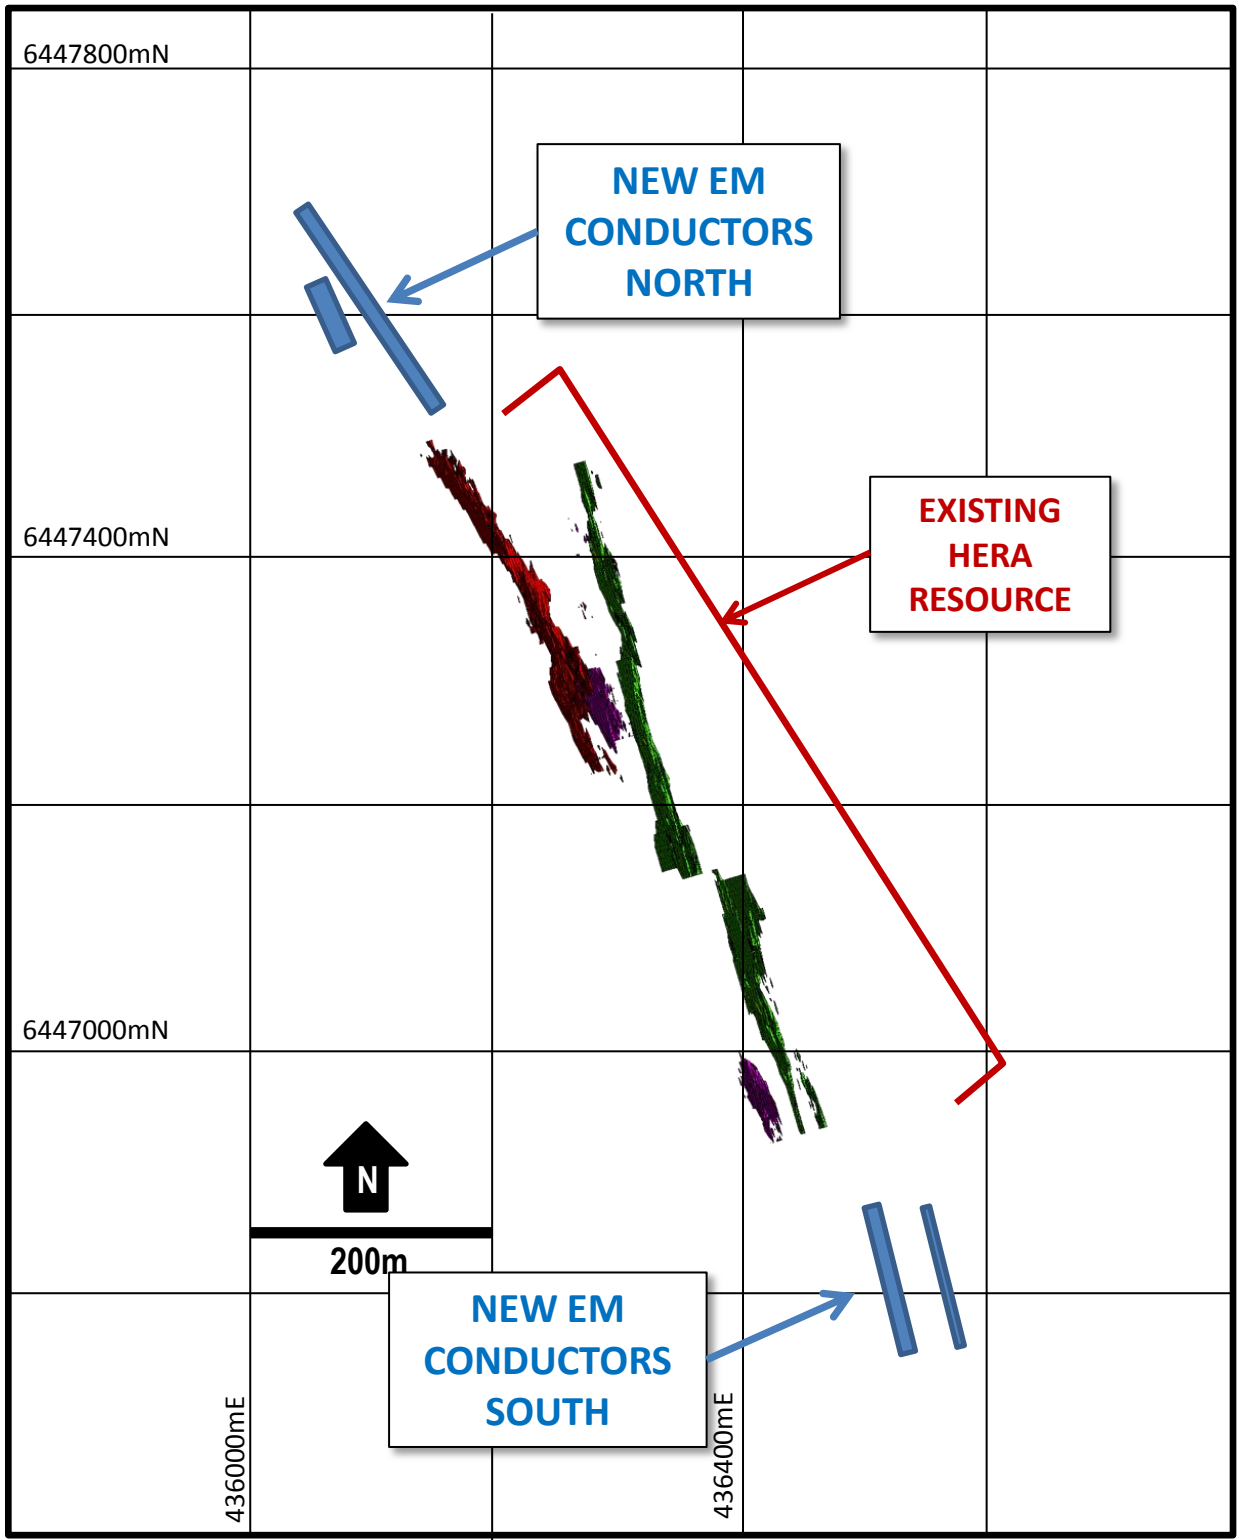 6447800mN
NEW EM
CONDUCTORS
NORTH
6447400mN
EXISTING
HERA
RESOURCE
6447000mN
N
200m
NEW EM
CONDUCTORS
SOUTH
436000mE
436400mE